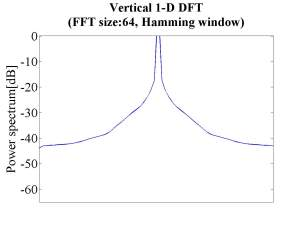 Vertical 1-D DFT
(FFT size:64, Hamming window)
Power spectrum[dB]
0
-10
-20
-30
-40
-50
-60